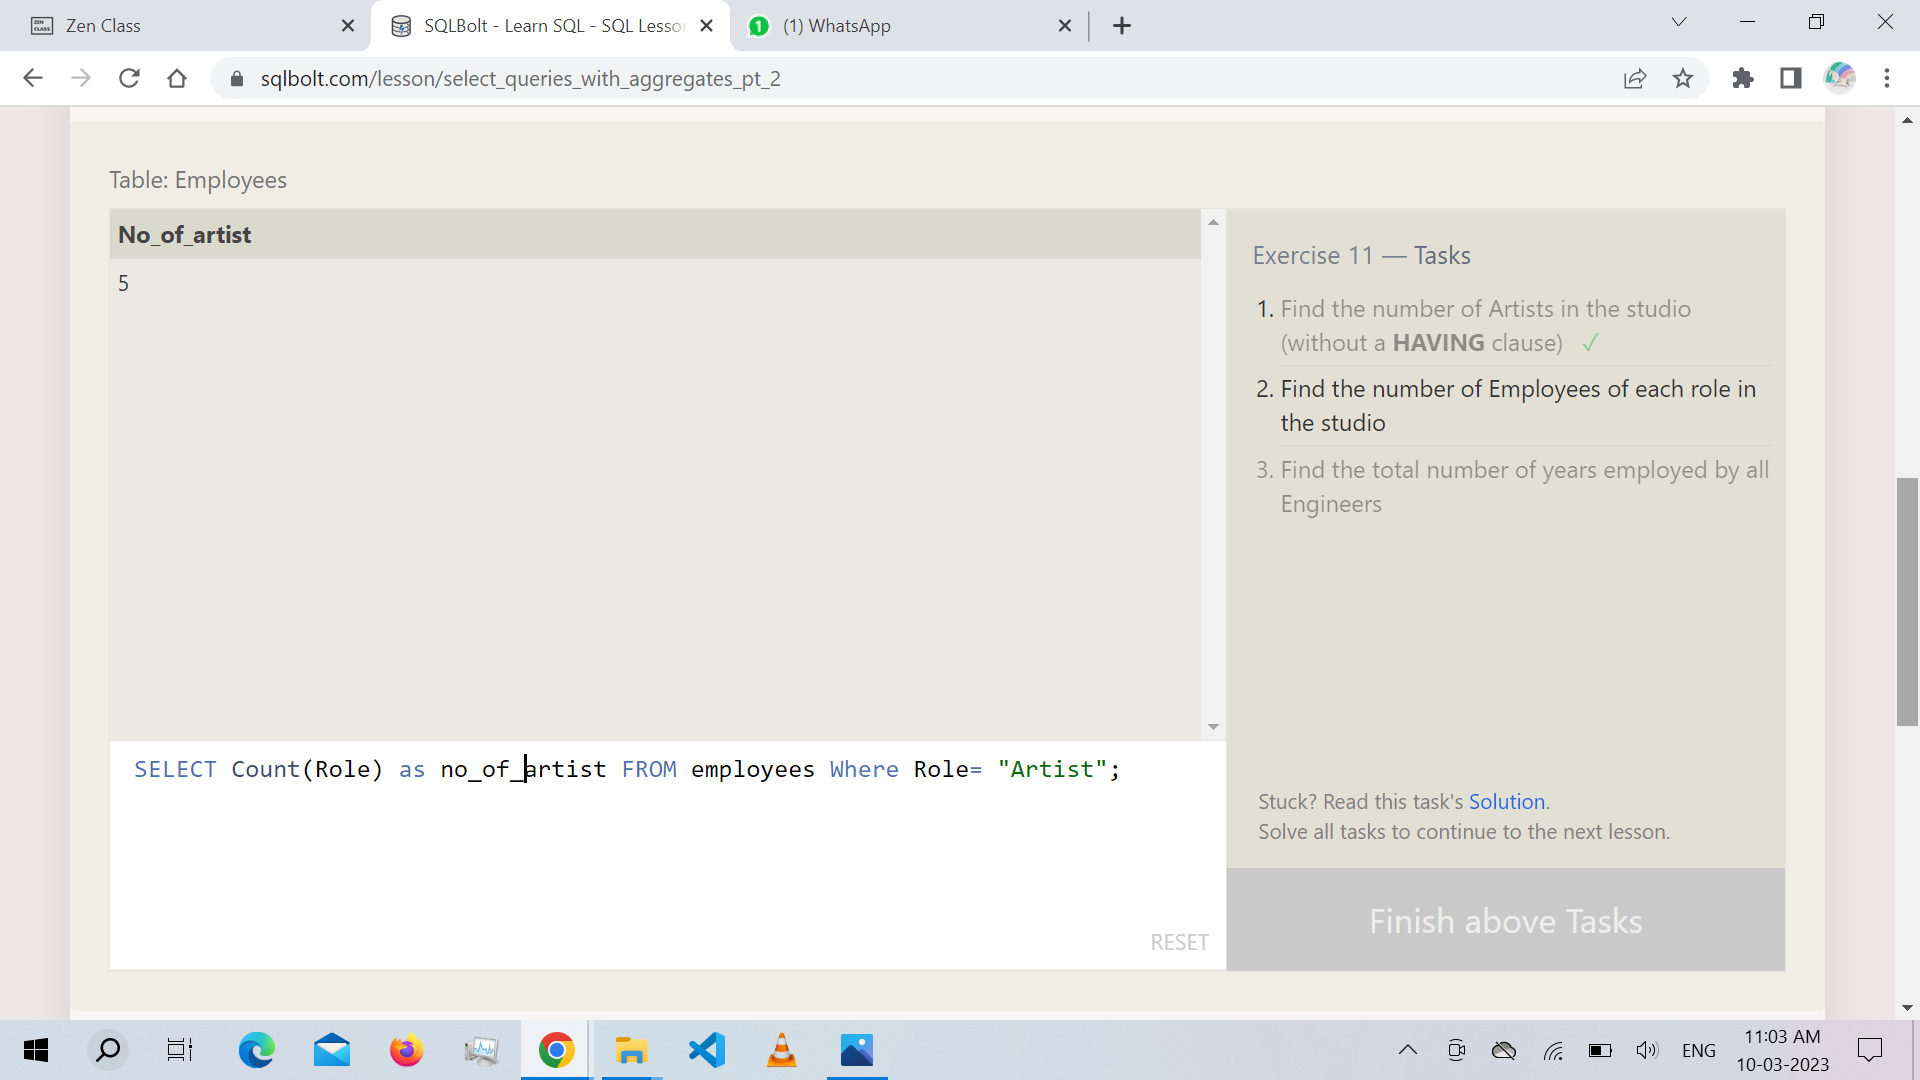 ZEN CLASS
Zen Class
SQLBolt - Learn SQL - SQL Lesso
1
(1) WhatsApp
sqlbolt.com/lesson/select_queries_with_aggregates_pt_2
Table: Employees
No_of_artist
5
Exercise 11 — Tasks
1. Find the number of Artists in the studio
(without a HAVING clause) ✓
2. Find the number of Employees of each role in
the studio
3. Find the total number of years employed by all
Engineers
SELECT Count(Role) as no_of_artist FROM employees Where Role= "Artist";
RESET
Stuck? Read this task's Solution.
Solve all tasks to continue to the next lesson.
Finish above Tasks
ENG
11:03 AM
10-03-2023